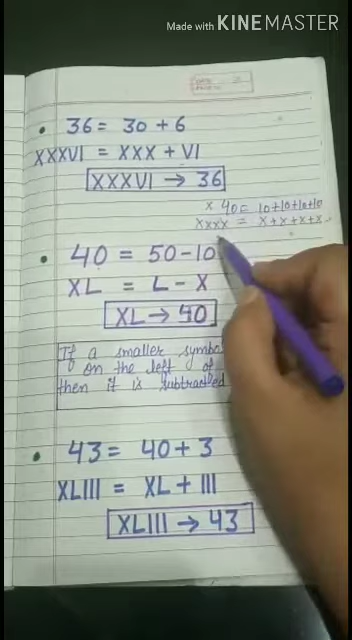 Made with KINEMASTER
• 36 = 30 + 6
XXXVI = XXX + VI
XXXVI → 36
x 40 = 10+10+10+10
XXXX = X+X+X+X
• 40 = 50 - 10
XL = L - X
XL → 40
If a smaller symbo
on the left of
then it is subtracted
• 43 = 40 + 3
XLIII = XL + III
XLIII → 43